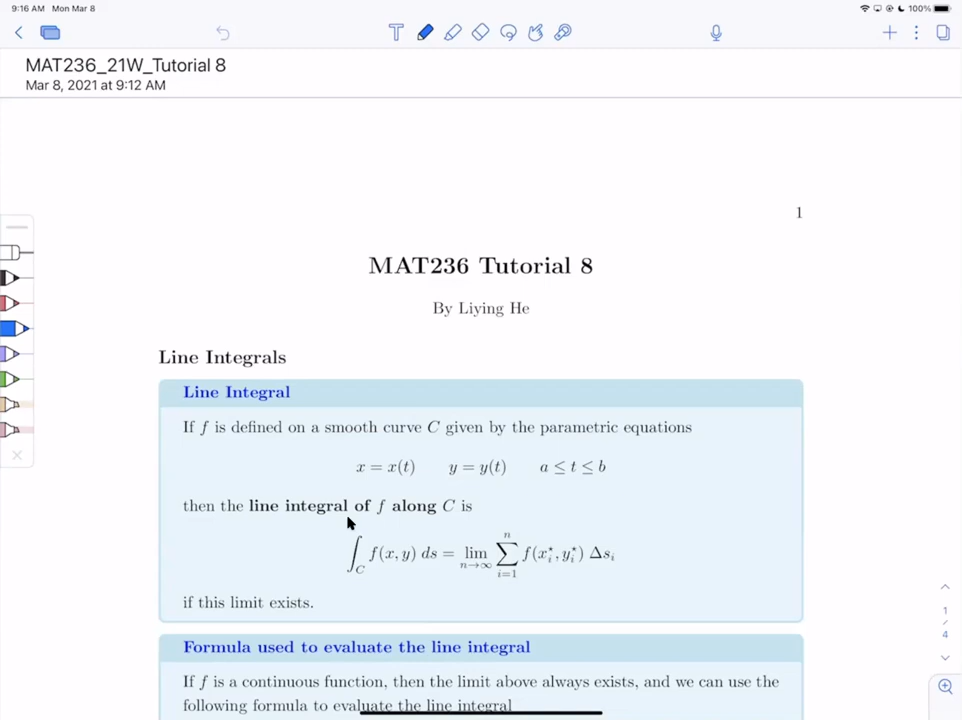 9:16 AM Mon Mar 8
100%
MAT236_21W_Tutorial 8
Mar 8, 2021 at 9:12 AM
1
MAT236 Tutorial 8
By Liying He
Line Integrals
Line Integral
If f is defined on a smooth curve C given by the parametric equations
x = x(t) y = y(t) a ≤ t ≤ b
then the line integral of f along C is
∫_C f(x, y) ds = lim_{n→∞} ∑_{i=1}^{n} f(x_i^⋆, y_i^⋆) Δs_i
if this limit exists.
1
/
4
Formula used to evaluate the line integral
If f is a continuous function, then the limit above always exists, and we can use the
following formula to evaluate the line integral